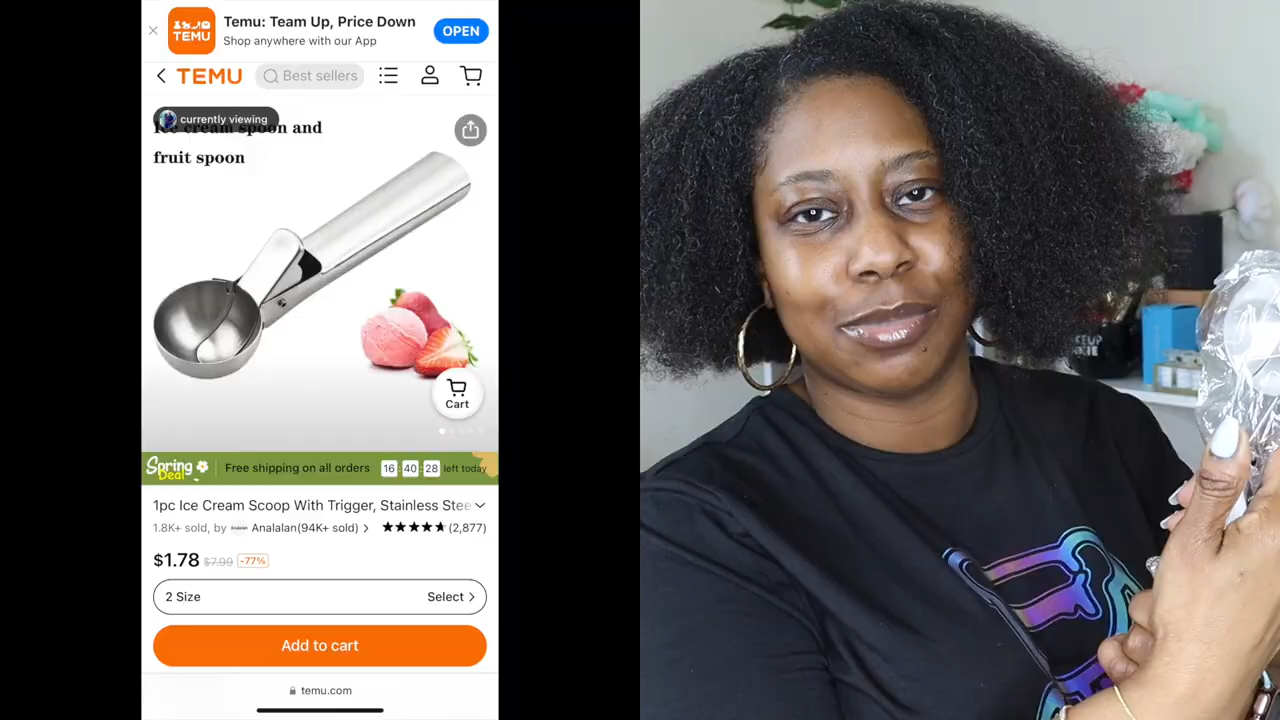 TEMU
Temu: Team Up, Price Down
Shop anywhere with our App
OPEN
TEMU
Best sellers
currently viewing
Ice cream spoon and
fruit spoon
Cart
Spring
Deal
Free shipping on all orders 16:40:28 left today
1pc Ice Cream Scoop With Trigger, Stainless Stee
1.8K+ sold, by Analalan(94K+ sold) (2,877)
$1.78 $7.99 -77%
2 Size Select
Add to cart
temu.com